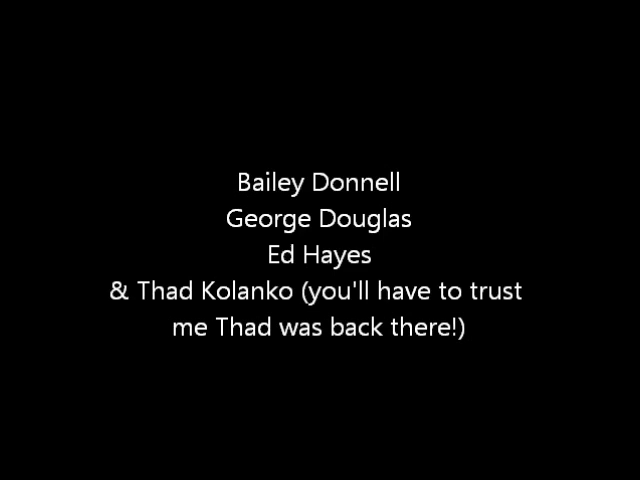 Bailey Donnell
George Douglas
Ed Hayes
& Thad Kolanko (you'll have to trust
me Thad was back there!)